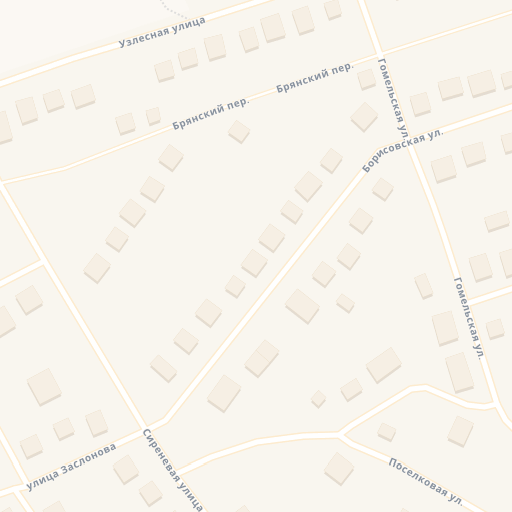 Узлесная улица
Брянский пер.
Брянский пер.
Гомельская ул.
Борисовская ул.
Гомельская ул.
Сиреневая улица
улица Заслонова
Поселковая ул.